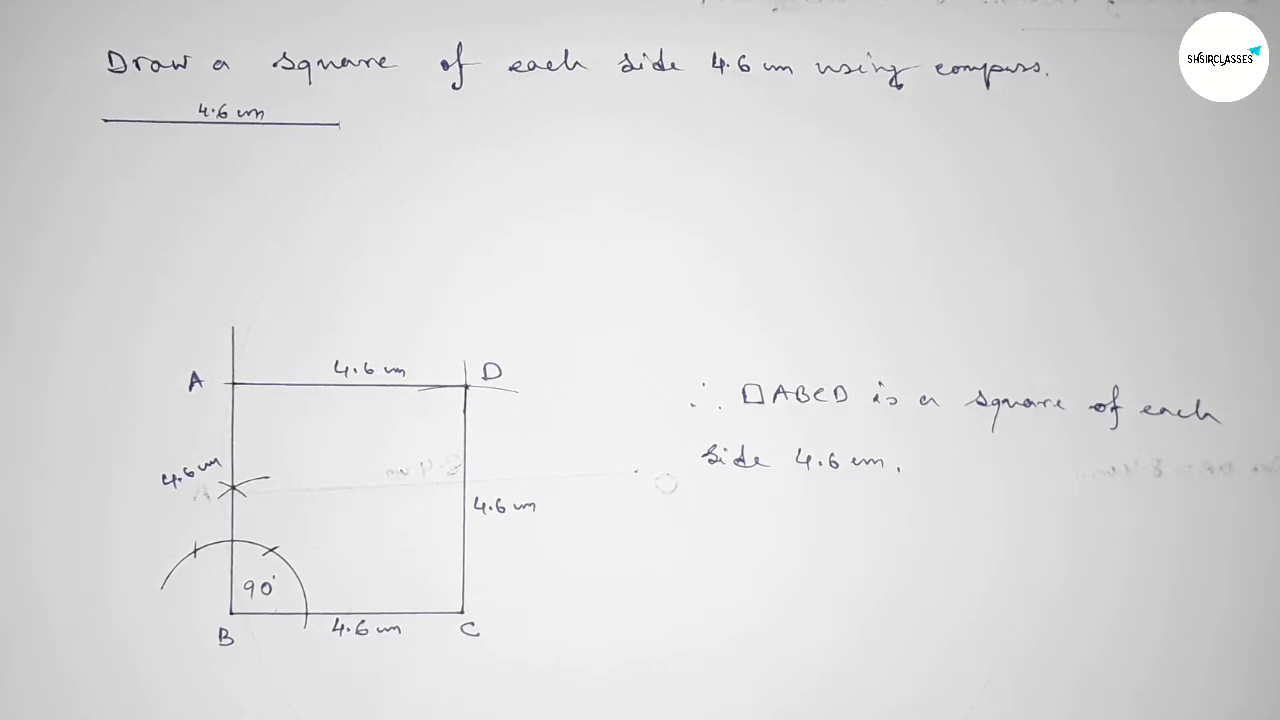 Draw a square of each side 4.6 cm using compass.
SHSIRCLASSES
4.6 cm
A
4.6 cm
D
∴ □ABCD is a square of each
side 4.6 cm.
4.6 cm
4.6 cm
90°
B
4.6 cm
C